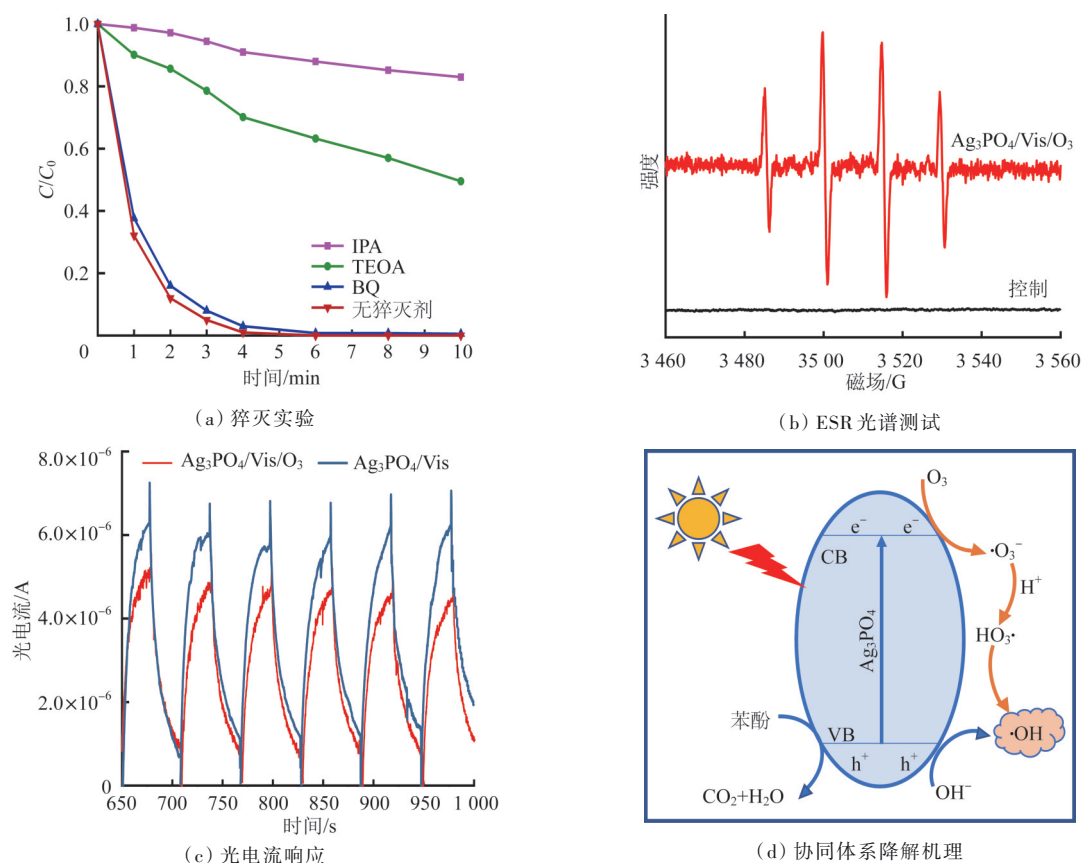 1.0
0.8
0.6
0.4
0.2
0
C/C₀
IPA
TEOA
BQ
无猝灭剂
1 2 3 4 5 6 7 8 9 10
时间/min
(a) 猝灭实验
强度
Ag₃PO₄/Vis/O₃
控制
3 460 3 480 35 00 3 520 3 540 3 560
磁场/G
(b) ESR光谱测试
8.0×10⁻⁶
6.0×10⁻⁶
4.0×10⁻⁶
2.0×10⁻⁶
0
光电流/A
Ag₃PO₄/Vis/O₃ Ag₃PO₄/Vis
650 700 750 800 850 900 950 1 000
时间/s
(c) 光电流响应
O₃
e⁻ e⁻
CB
·O₃⁻
H⁺
Ag₃PO₄
HO₃·
苯酚
VB
·OH
h⁺ h⁺
CO₂+H₂O
OH⁻
(d) 协同体系降解机理